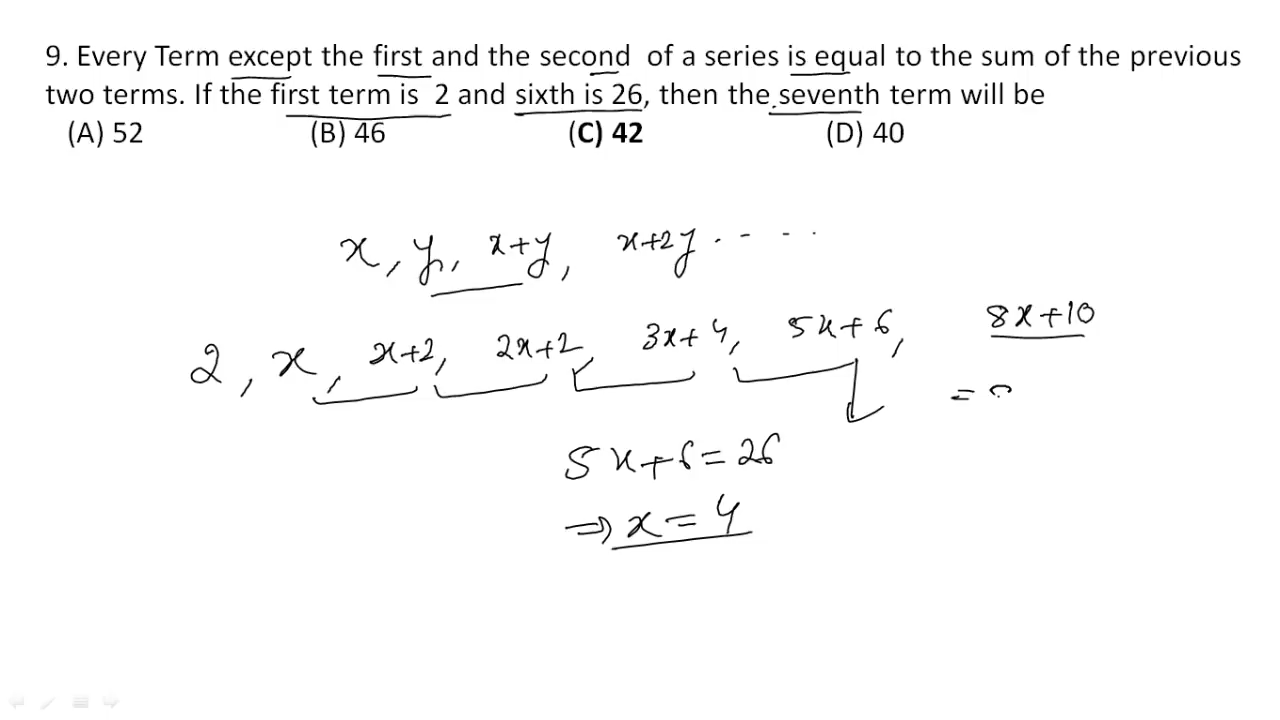 9. Every Term except the first and the second of a series is equal to the sum of the previous
two terms. If the first term is 2 and sixth is 26, then the seventh term will be
(A) 52 (B) 46 (C) 42 (D) 40
x, y, x+y, x+2y .....
2, x, x+2, 2x+2, 3x+4, 5x+6, 8x+10
=
5x+6=26
⇒ x=4